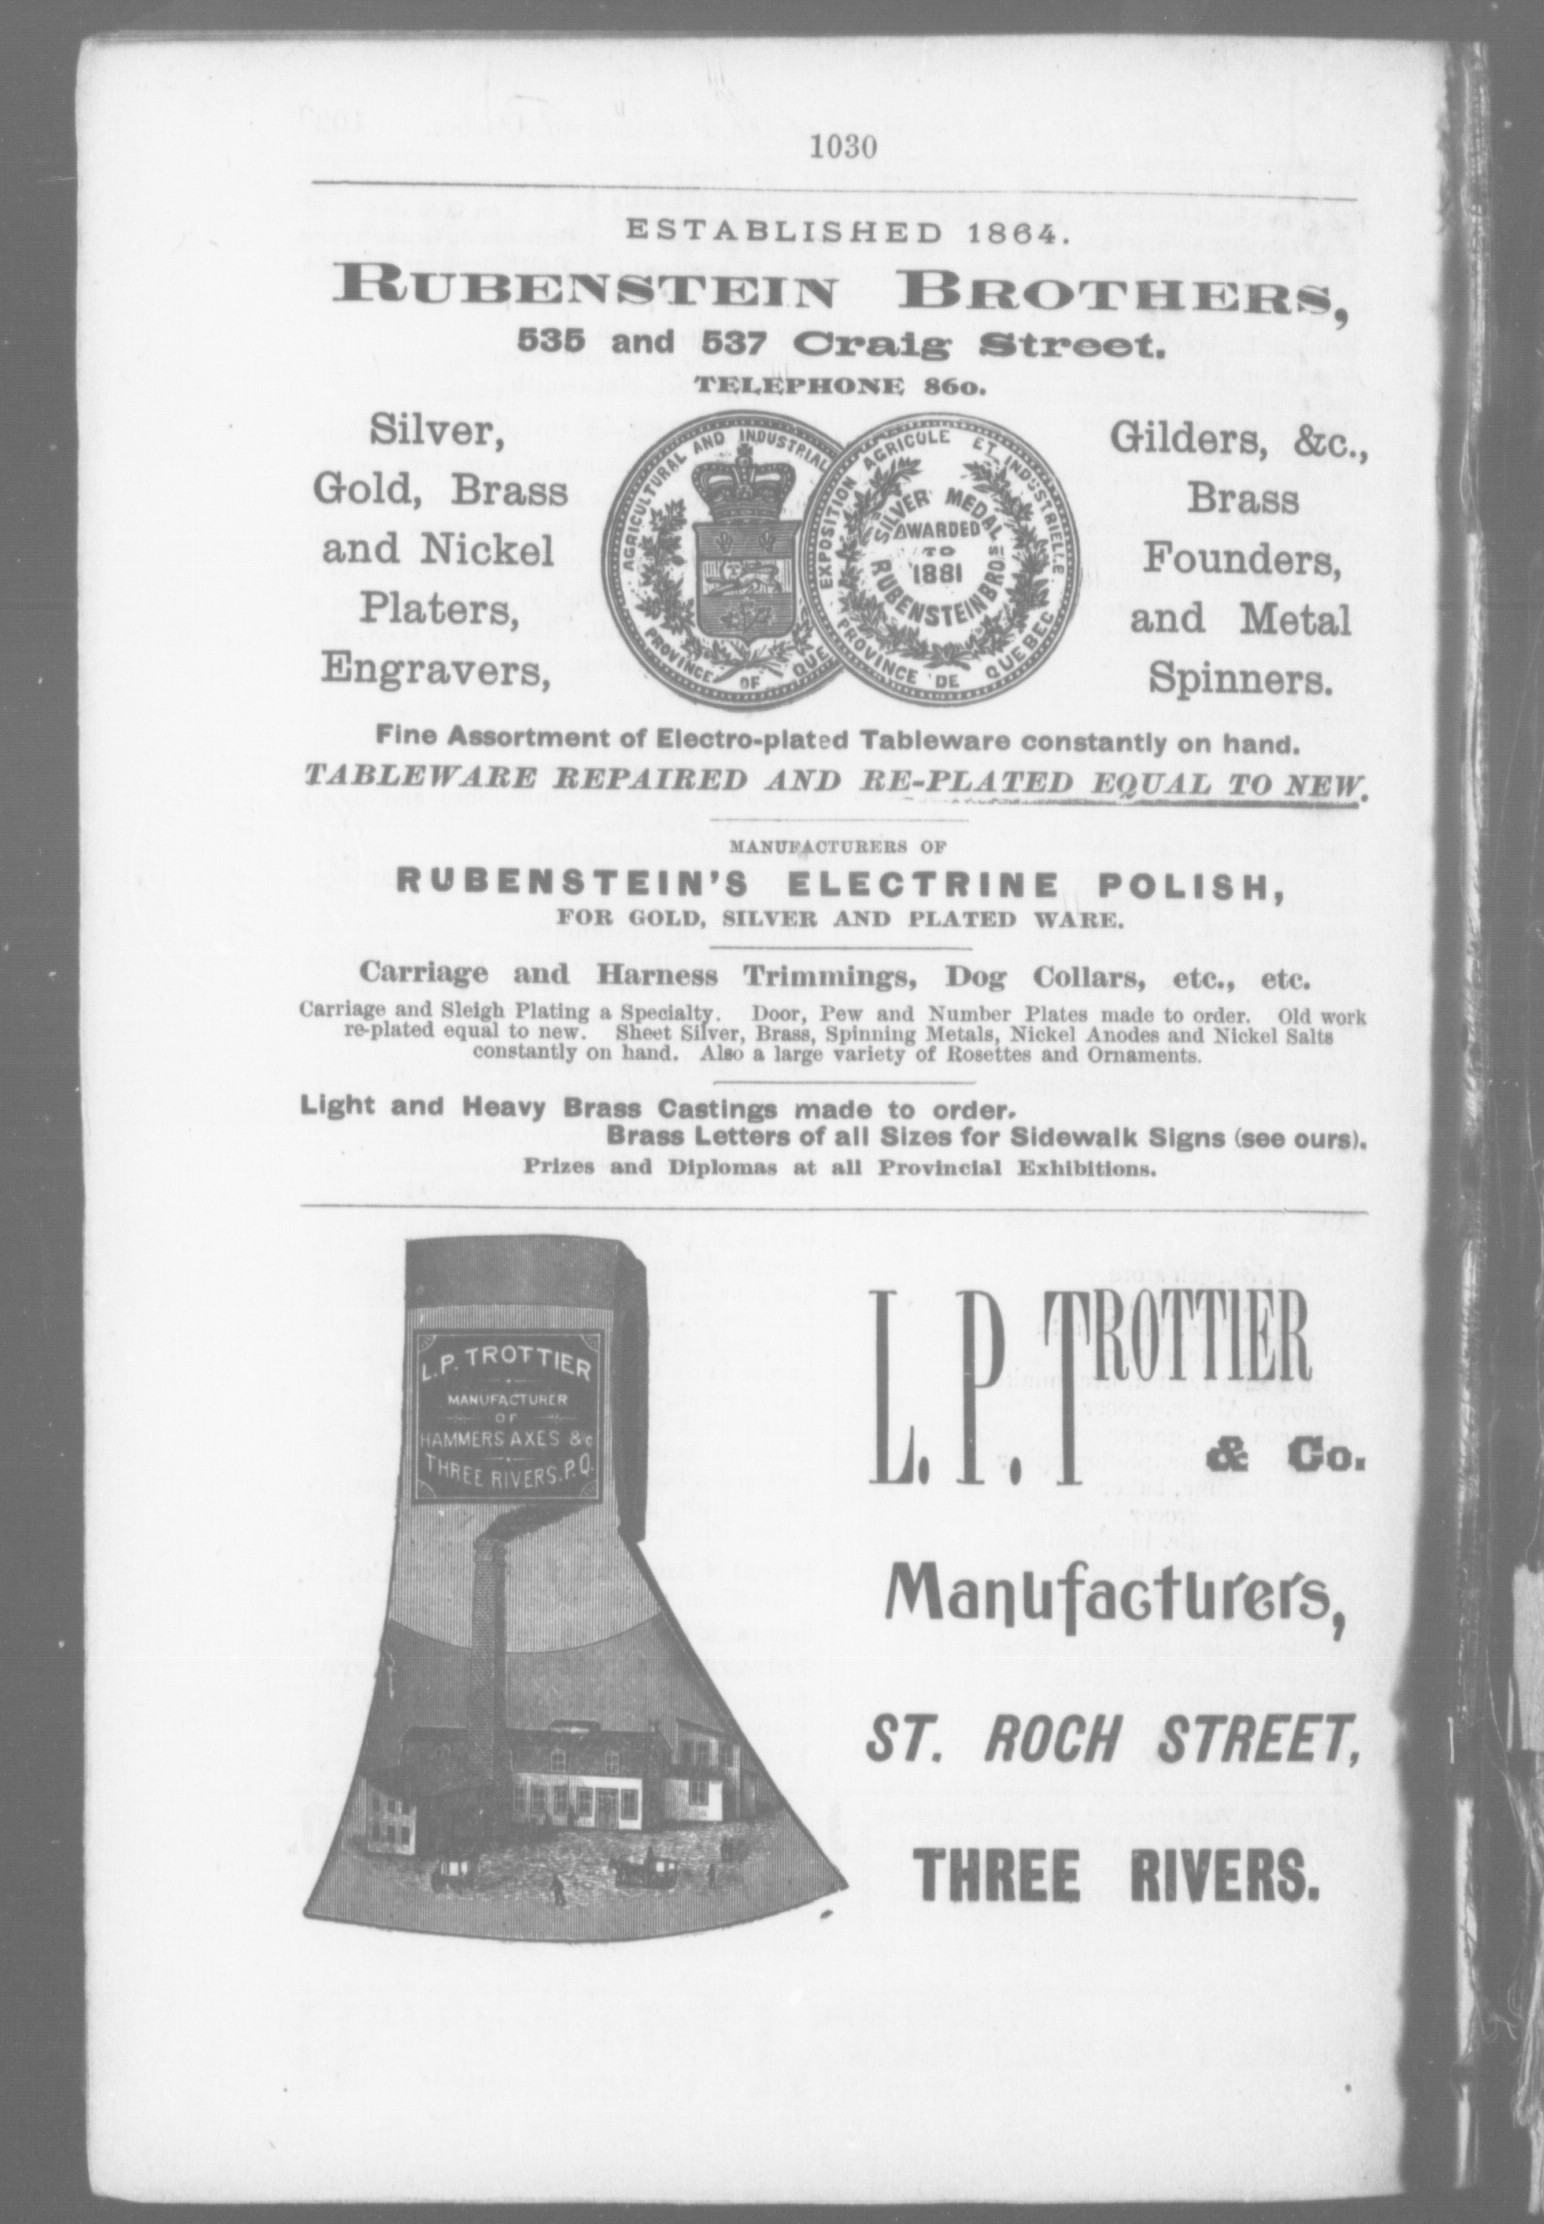 1030
ESTABLISHED 1864.
RUBENSTEIN BROTHERS,
535 and 537 Craig Street.
TELEPHONE 860.
Silver,
Gold, Brass
and Nickel
Platers,
Engravers,
AGRICULTURAL AND INDUSTRIAL
PROVINCE OF QUE
EXPOSITION AGRICOLE ET INDUSTRIELLE
PROVINCE DE QUEBEC
SILVER MEDAL
AWARDED
TO
1881
RUBENSTEIN BROS
Gilders, &c.,
Brass
Founders,
and Metal
Spinners.
Fine Assortment of Electro-plated Tableware constantly on hand.
TABLEWARE REPAIRED AND RE-PLATED EQUAL TO NEW.
MANUFACTURERS OF
RUBENSTEIN'S ELECTRINE POLISH,
FOR GOLD, SILVER AND PLATED WARE.
Carriage and Harness Trimmings, Dog Collars, etc., etc.
Carriage and Sleigh Plating a Specialty. Door, Pew and Number Plates made to order. Old work
re-plated equal to new. Sheet Silver, Brass, Spinning Metals, Nickel Anodes and Nickel Salts
constantly on hand. Also a large variety of Rosettes and Ornaments.
Light and Heavy Brass Castings made to order.
Brass Letters of all Sizes for Sidewalk Signs (see ours).
Prizes and Diplomas at all Provincial Exhibitions.
L.P. TROTTIER
MANUFACTURER
OF
HAMMERS AXES &c
THREE RIVERS. P.Q.
L. P. TROTTIER
& Co.
Manufacturers,
ST. ROCH STREET,
THREE RIVERS.